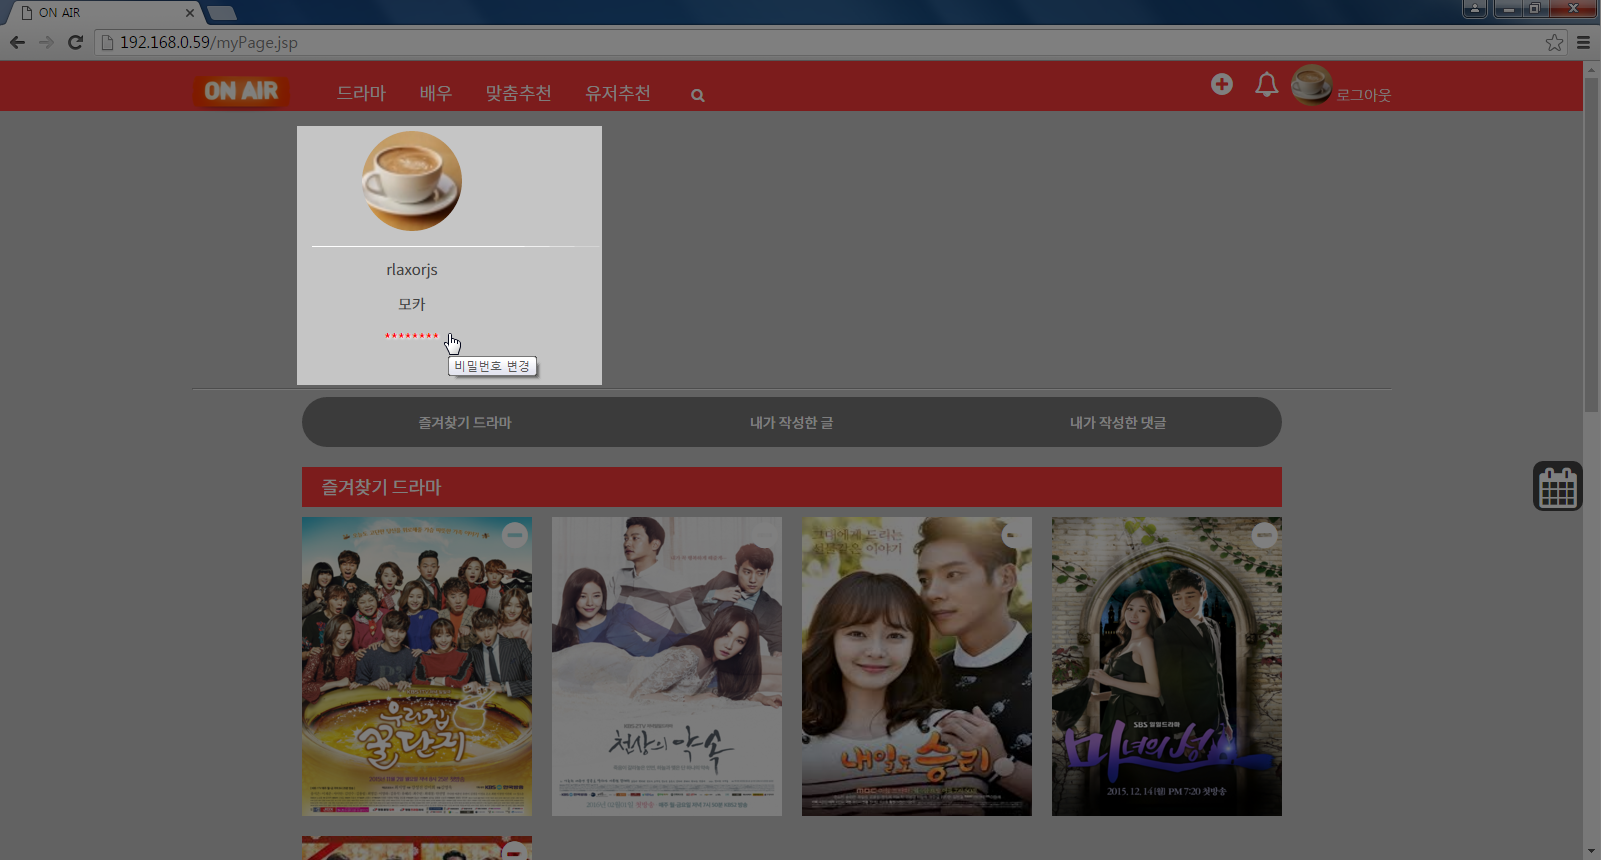 ON AIR
192.168.0.59/myPage.jsp
ON AIR 드라마 배우 맞춤추천 유저추천 로그아웃
rlaxorjs
모카
********
비밀번호 변경
즐겨찾기 드라마 내가 작성한 글 내가 작성한 댓글
즐겨찾기 드라마
우리집
꿀단지
천상의 약속
그대에게 드리는
선물같은 이야기
내일도 승리
MBC
SBS 일일드라마
마녀의 성
2015. 12. 14(월) PM 7:20 첫방송